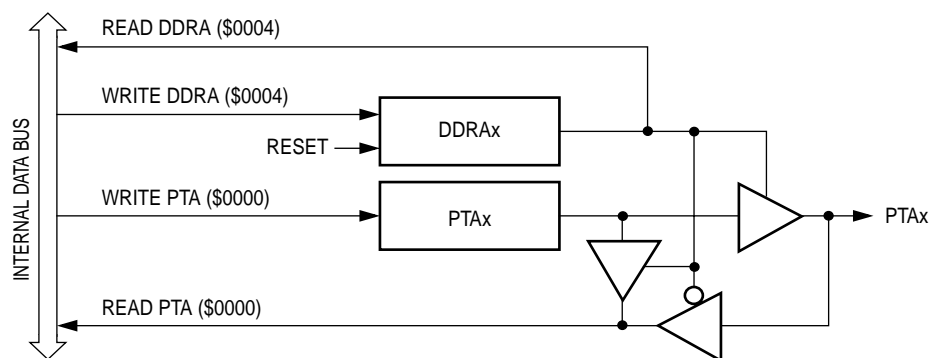 READ DDRA ($0004)
WRITE DDRA ($0004)
DDRAx
RESET
WRITE PTA ($0000)
PTAx
PTAx
READ PTA ($0000)
INTERNAL DATA BUS